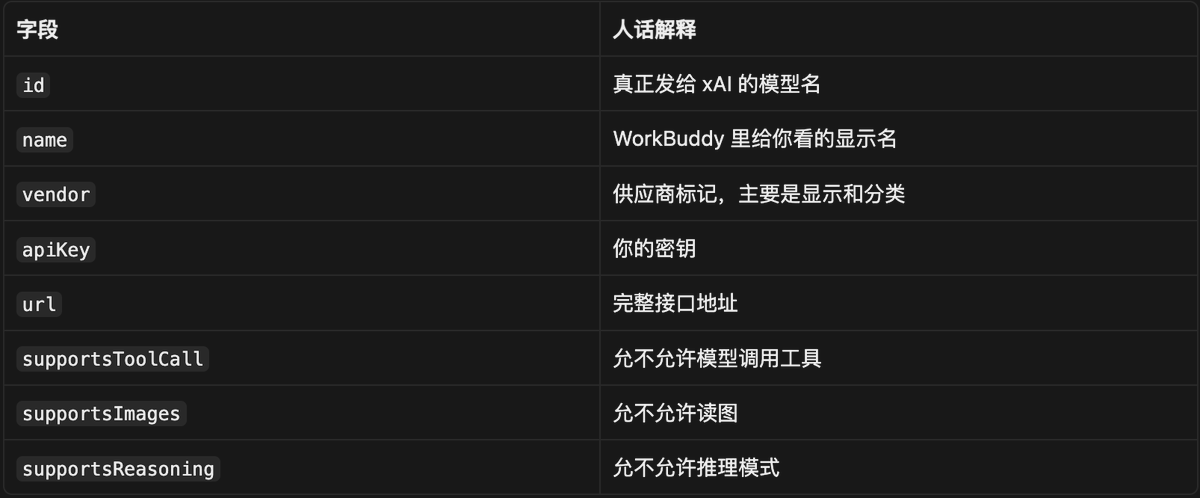 字段 人话解释
id 真正发给 xAI 的模型名
name WorkBuddy 里给你看的显示名
vendor 供应商标记，主要是显示和分类
apiKey 你的密钥
url 完整接口地址
supportsToolCall 允不允许模型调用工具
supportsImages 允不允许读图
supportsReasoning 允不允许推理模式